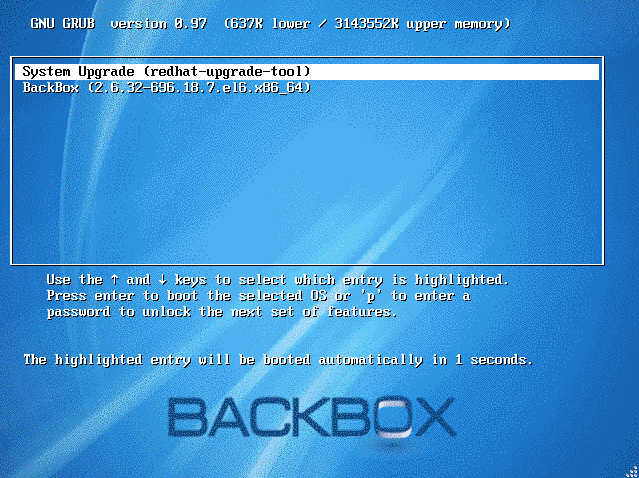 GNU GRUB version 0.97 (637K lower / 3143552K upper memory)
System Upgrade (redhat-upgrade-tool)
BackBox (2.6.32-696.18.7.el6.x86_64)
Use the ↑ and ↓ keys to select which entry is highlighted.
Press enter to boot the selected OS or 'p' to enter a
password to unlock the next set of features.
The highlighted entry will be booted automatically in 1 seconds.
BACKBOX